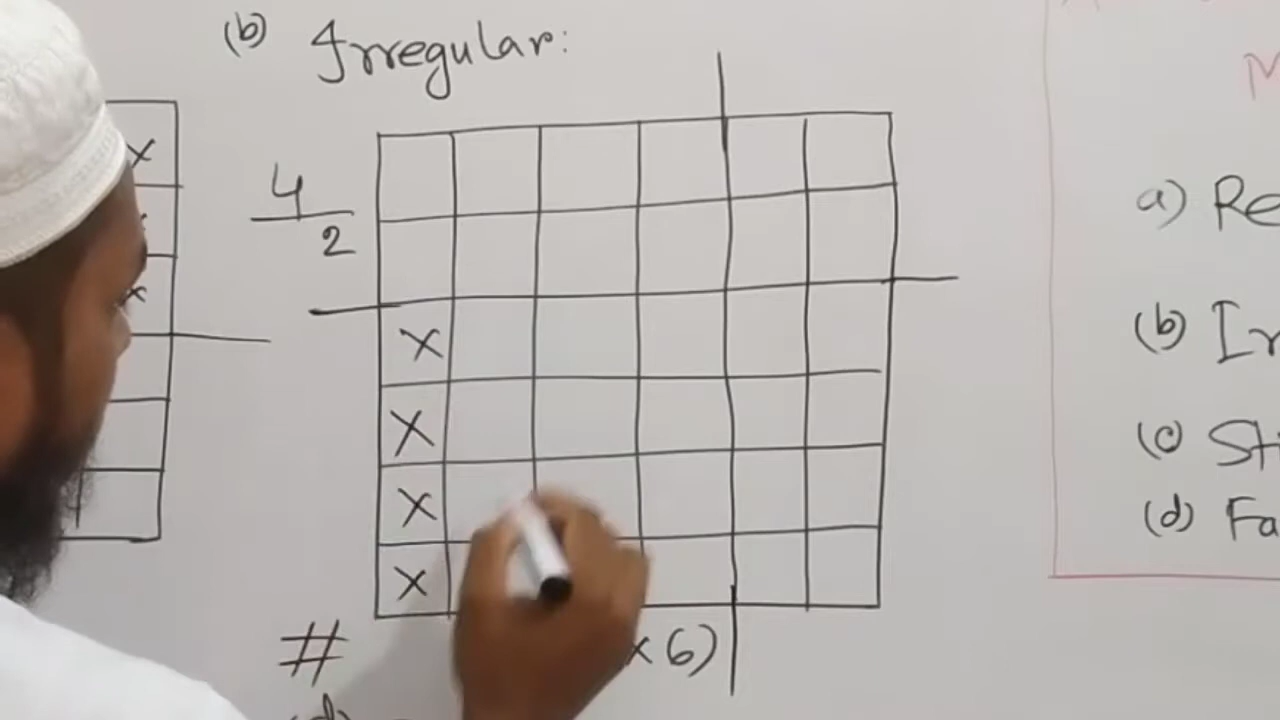 (b) Irregular:
4
2
X
X
X
X
# x 6)
X
X
M
a) Re
(b) Ir
(c) St
(d) Fa